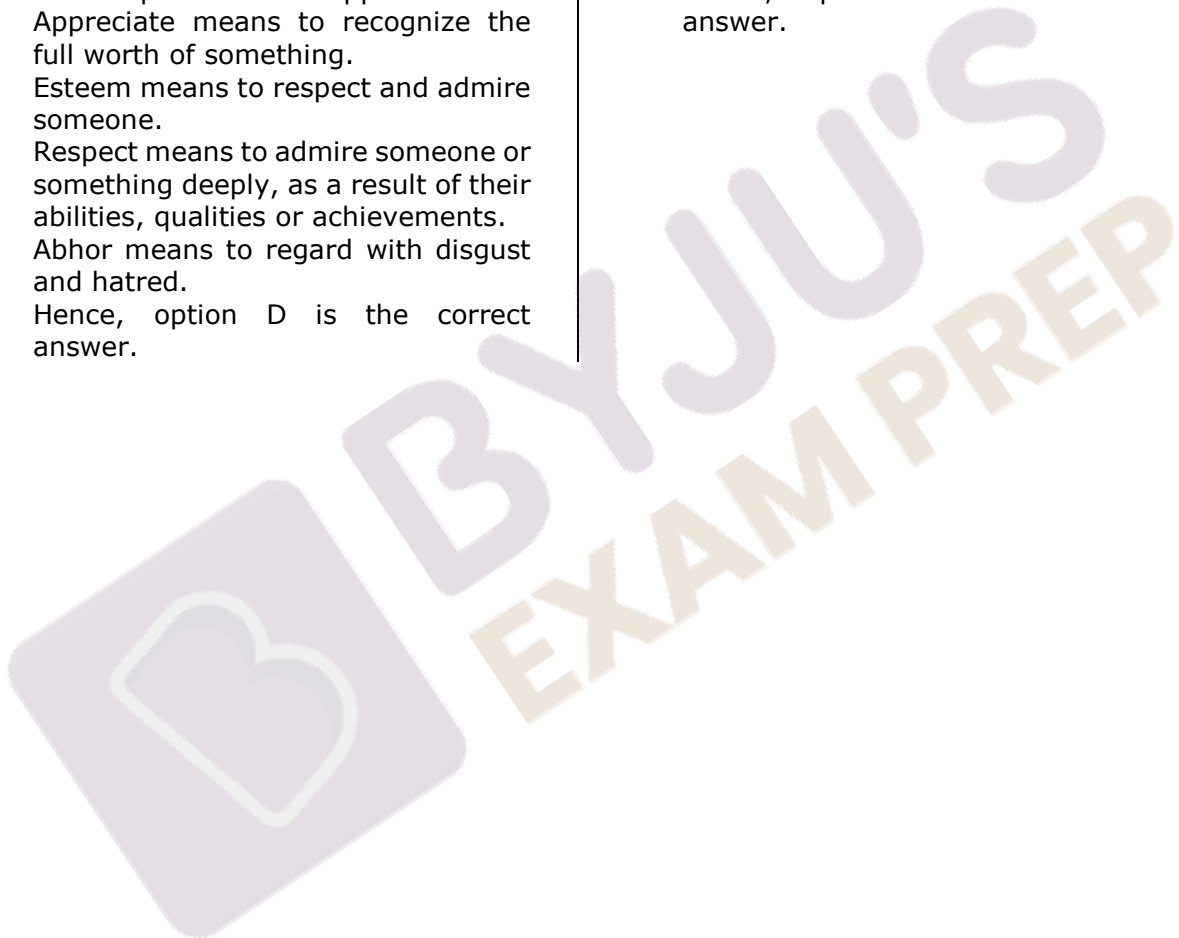 Appreciate means to recognize the
full worth of something.
Esteem means to respect and admire
someone.
Respect means to admire someone or
something deeply, as a result of their
abilities, qualities or achievements.
Abhor means to regard with disgust
and hatred.
Hence, option D is the correct
answer.
answer.
BYJU'S
EXAM PREP